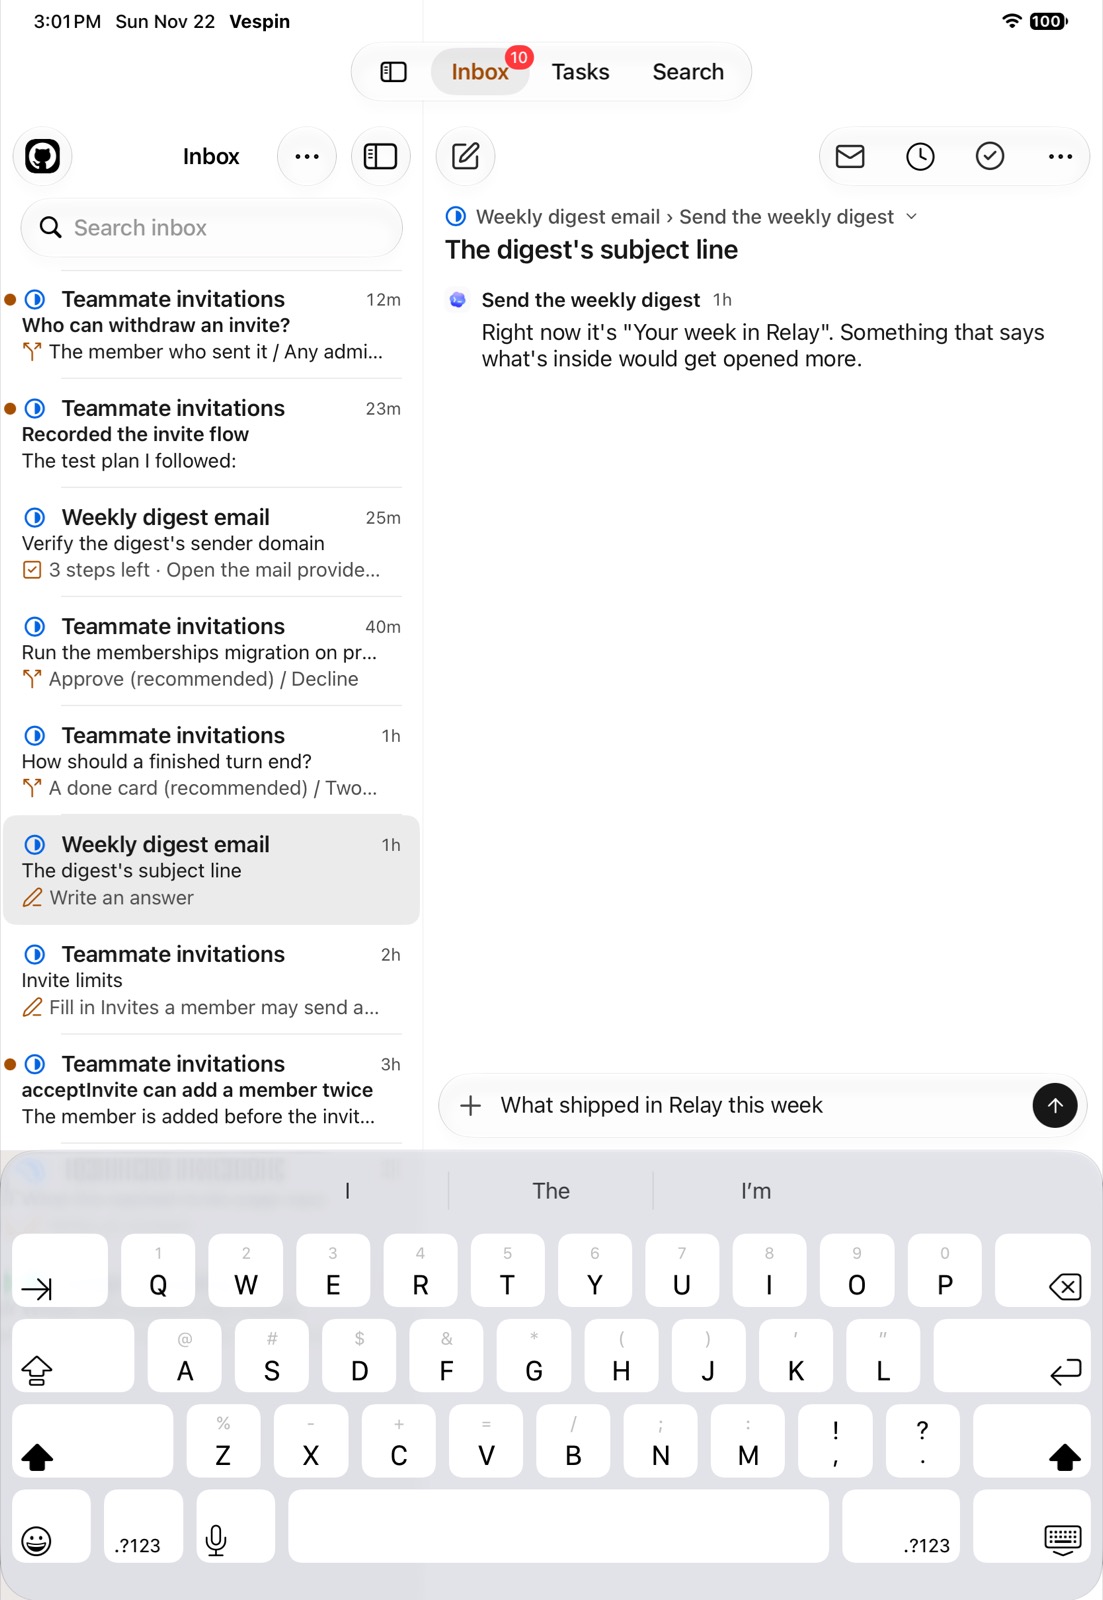 3:01 PM Sun Nov 22 Vespin
100
Inbox
10
Tasks
Search
Inbox
Search inbox
Teammate invitations 12m
Who can withdraw an invite?
The member who sent it / Any admi...
Teammate invitations 23m
Recorded the invite flow
The test plan I followed:
Weekly digest email 25m
Verify the digest's sender domain
3 steps left · Open the mail provide...
Teammate invitations 40m
Run the memberships migration on pr...
Approve (recommended) / Decline
Teammate invitations 1h
How should a finished turn end?
A done card (recommended) / Two...
Weekly digest email 1h
The digest's subject line
Write an answer
Teammate invitations 2h
Invite limits
Fill in Invites a member may send a...
Teammate invitations 3h
acceptInvite can add a member twice
The member is added before the invit...
Weekly digest email › Send the weekly digest
The digest's subject line
Send the weekly digest 1h
Right now it's "Your week in Relay". Something that says
what's inside would get opened more.
What shipped in Relay this week
I The I'm
1 2 3 4 5 6 7 8 9 0
Q W E R T Y U I O P
@ # $ & * ( ) ' "
A S D F G H J K L
% - + = / ; : ! ?
Z X C V B N M , .
.?123 .?123